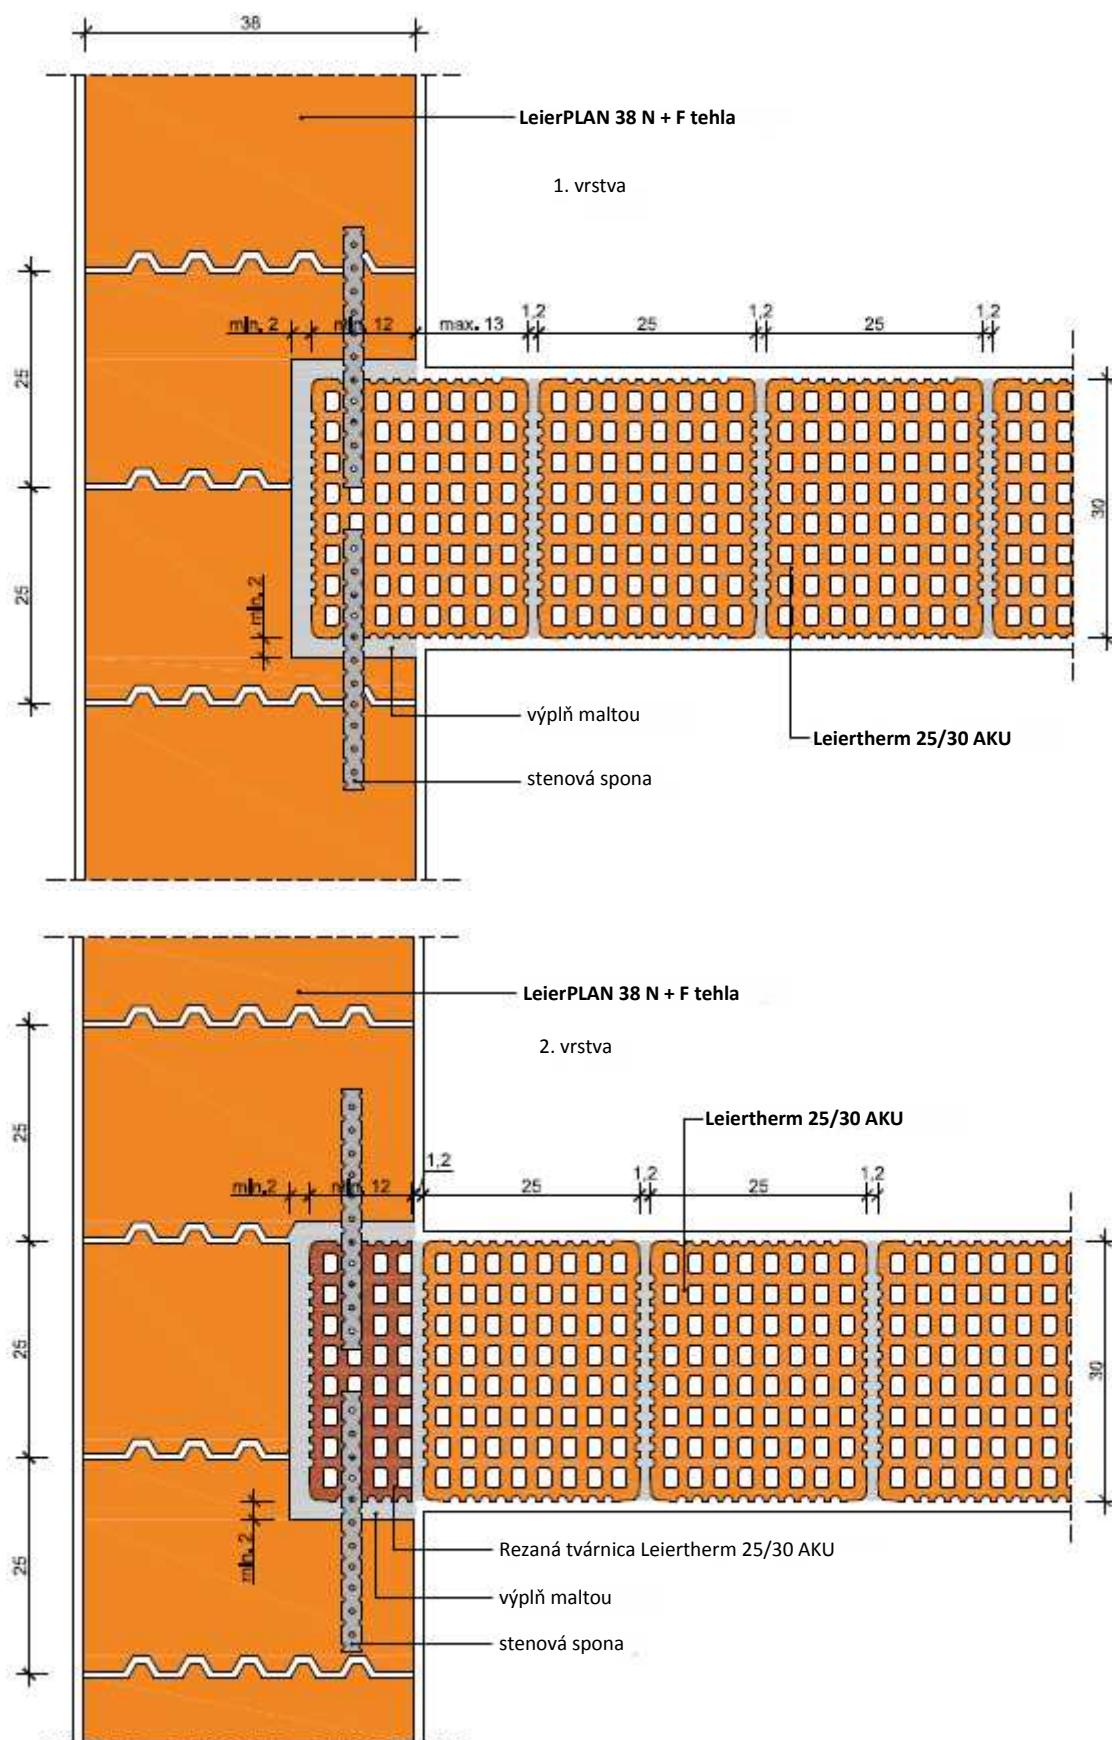 38
LeierPLAN 38 N + F tehla
1. vrstva
min. 2
min. 12
max. 13
1,2
25
1,2
25
1,2
25
25
30
min. 2
výplň maltou
Leiertherm 25/30 AKU
stenová spona
LeierPLAN 38 N + F tehla
2. vrstva
Leiertherm 25/30 AKU
min.2
min. 12
1,2
25
1,2
25
1,2
25
25
25
30
min.2
Rezaná tvárnica Leiertherm 25/30 AKU
výplň maltou
stenová spona